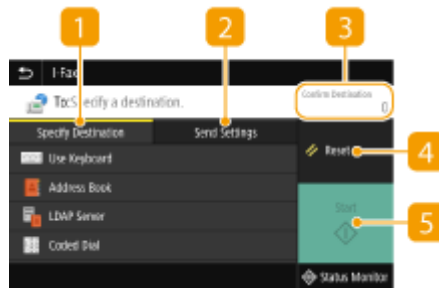 1
2
3
I-Fax
To:S ecify a destination.
Confirm Destination
0
Specify Destination
Send Settings
Use Keyboard
Reset
4
Address Book
LDAP Server
Start
5
Coded Dial
Status Monitor